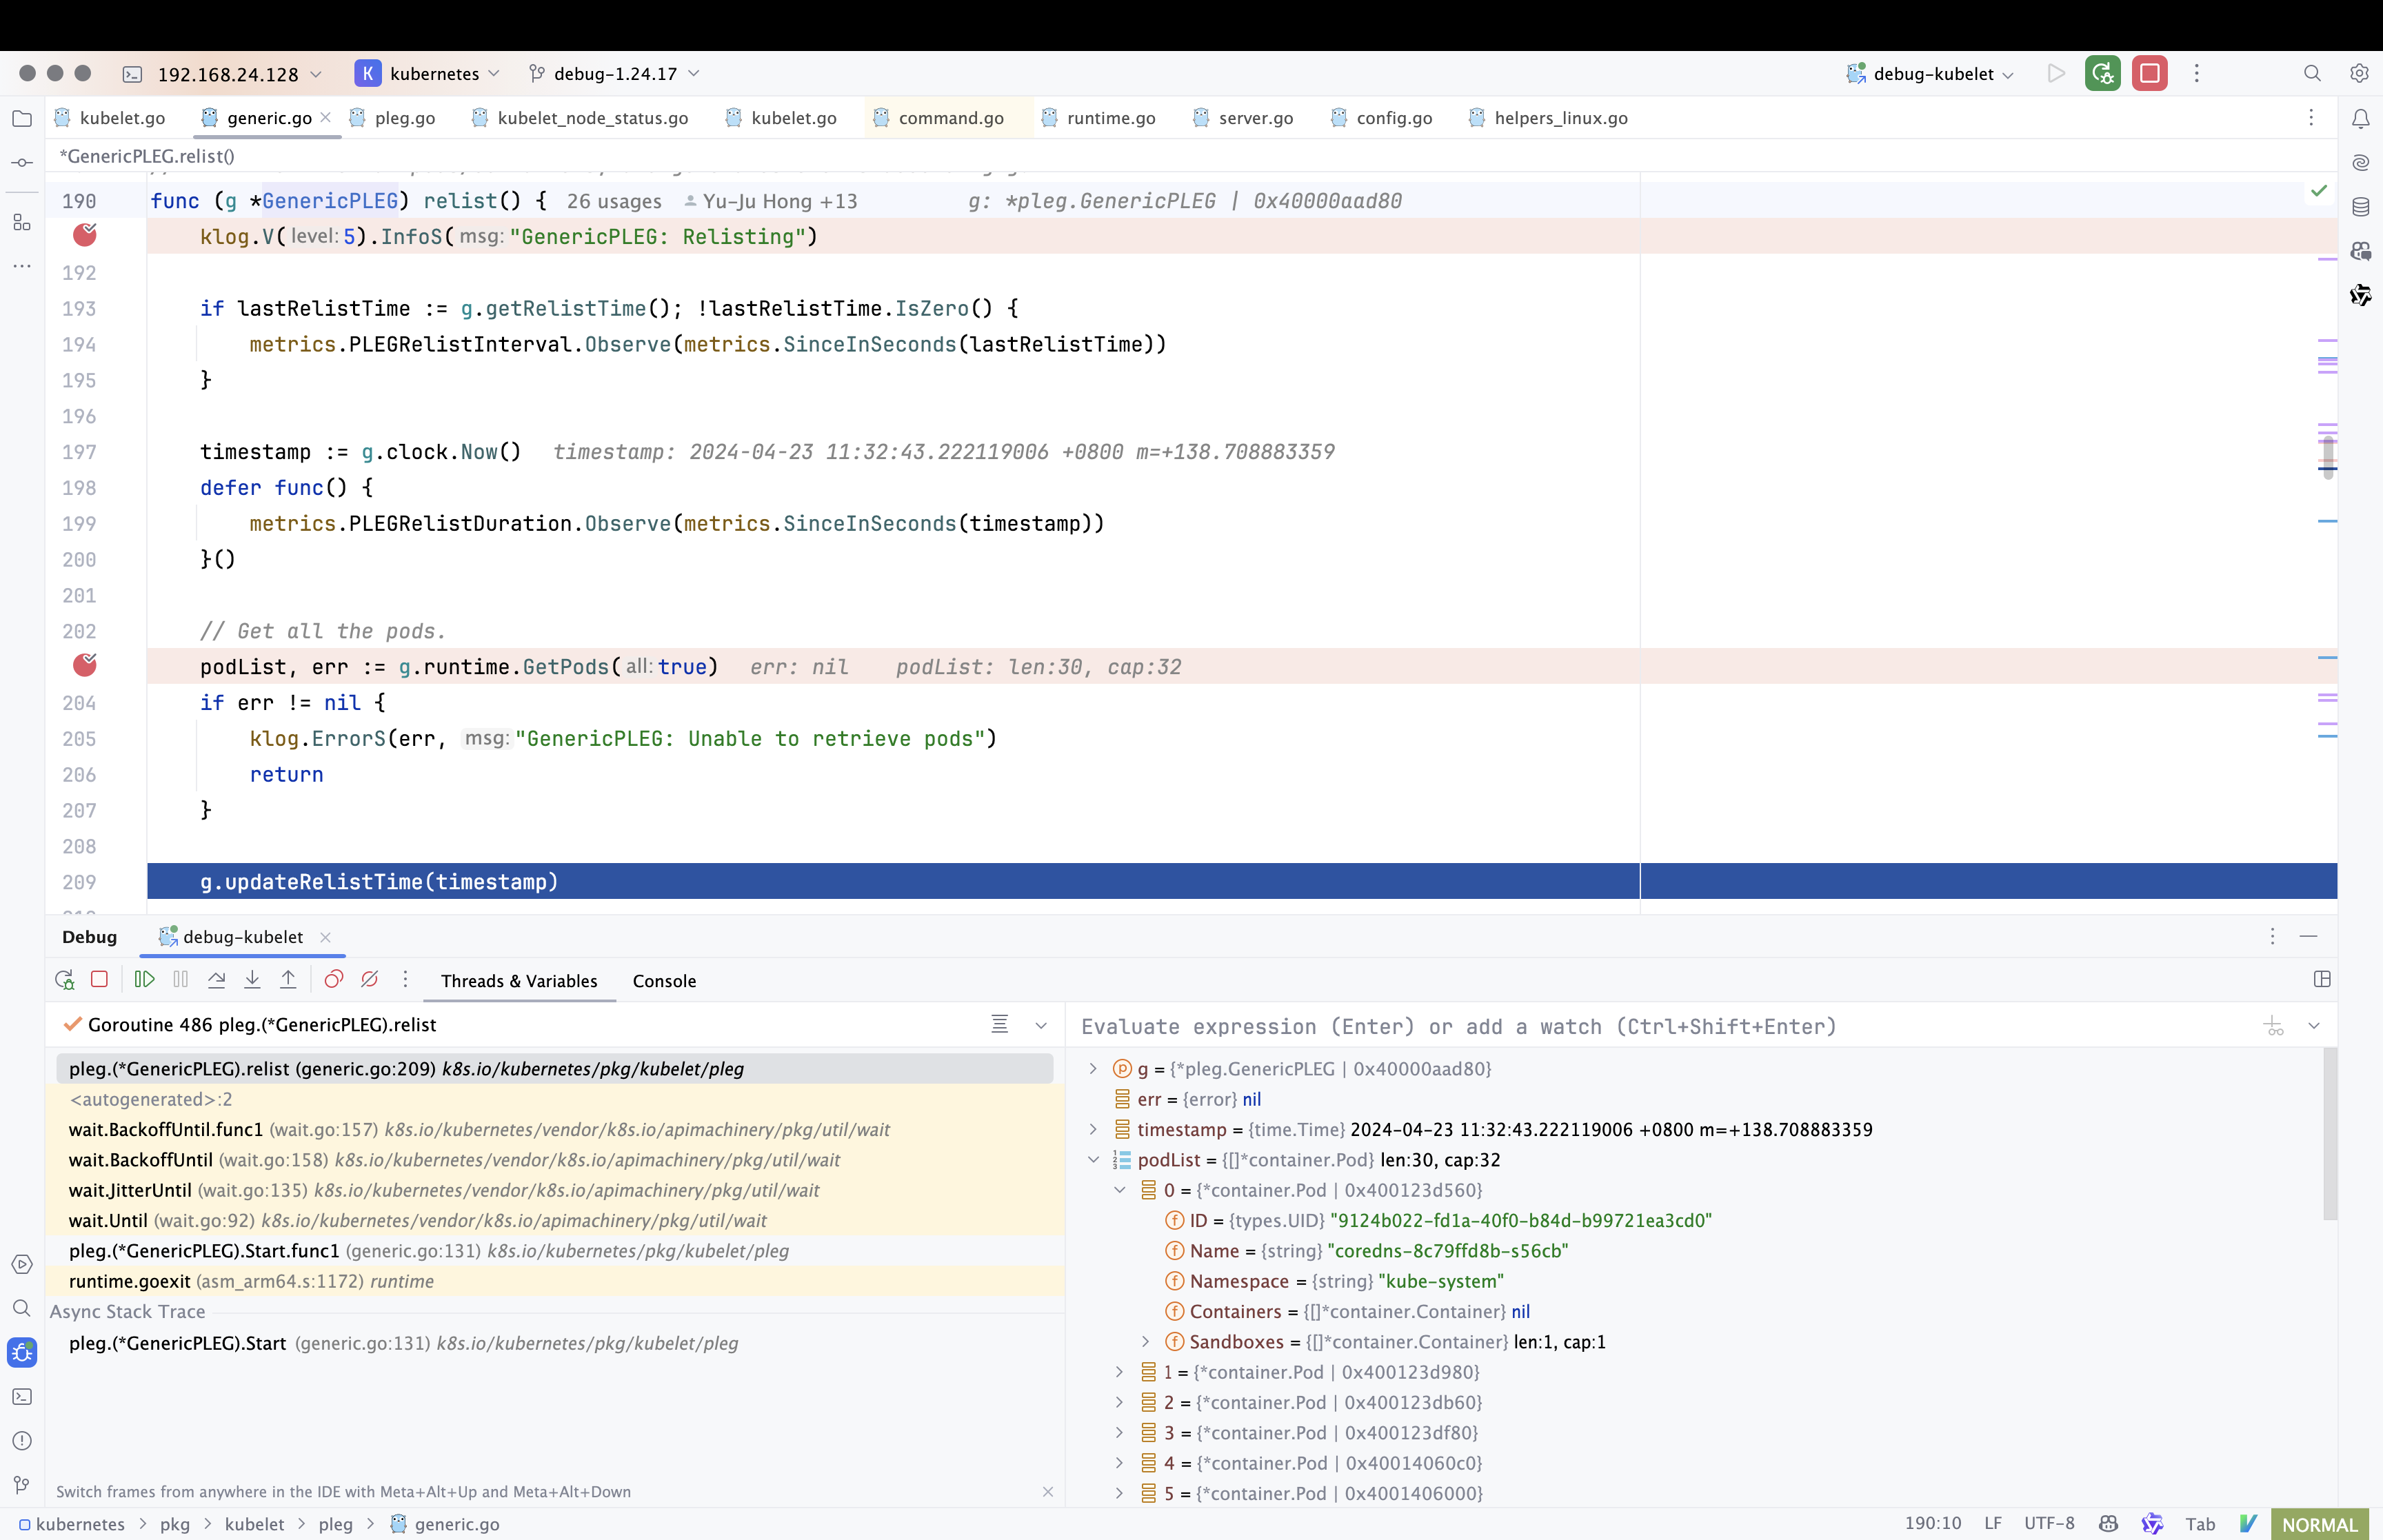 192.168.24.128 K kubernetes debug-1.24.17 debug-kubelet
kubelet.go generic.go pleg.go kubelet_node_status.go kubelet.go command.go runtime.go server.go config.go helpers_linux.go
*GenericPLEG.relist()
190 func (g *GenericPLEG) relist() { 26 usages Yu-Ju Hong +13 g: *pleg.GenericPLEG | 0x40000aad80
klog.V( level: 5).InfoS( msg: "GenericPLEG: Relisting")
192
193 if lastRelistTime := g.getRelistTime(); !lastRelistTime.IsZero() {
194 metrics.PLEGRelistInterval.Observe(metrics.SinceInSeconds(lastRelistTime))
195 }
196
197 timestamp := g.clock.Now() timestamp: 2024-04-23 11:32:43.222119006 +0800 m=+138.708883359
198 defer func() {
199 metrics.PLEGRelistDuration.Observe(metrics.SinceInSeconds(timestamp))
200 }()
201
202 // Get all the pods.
podList, err := g.runtime.GetPods( all: true) err: nil podList: len:30, cap:32
204 if err != nil {
205 klog.ErrorS(err, msg: "GenericPLEG: Unable to retrieve pods")
206 return
207 }
208
209 g.updateRelistTime(timestamp)
Debug debug-kubelet
Threads & Variables Console
Goroutine 486 pleg.(*GenericPLEG).relist
pleg.(*GenericPLEG).relist (generic.go:209) k8s.io/kubernetes/pkg/kubelet/pleg
<autogenerated>:2
wait.BackoffUntil.func1 (wait.go:157) k8s.io/kubernetes/vendor/k8s.io/apimachinery/pkg/util/wait
wait.BackoffUntil (wait.go:158) k8s.io/kubernetes/vendor/k8s.io/apimachinery/pkg/util/wait
wait.JitterUntil (wait.go:135) k8s.io/kubernetes/vendor/k8s.io/apimachinery/pkg/util/wait
wait.Until (wait.go:92) k8s.io/kubernetes/vendor/k8s.io/apimachinery/pkg/util/wait
pleg.(*GenericPLEG).Start.func1 (generic.go:131) k8s.io/kubernetes/pkg/kubelet/pleg
runtime.goexit (asm_arm64.s:1172) runtime
Async Stack Trace
pleg.(*GenericPLEG).Start (generic.go:131) k8s.io/kubernetes/pkg/kubelet/pleg
Switch frames from anywhere in the IDE with Meta+Alt+Up and Meta+Alt+Down
Evaluate expression (Enter) or add a watch (Ctrl+Shift+Enter)
g = {*pleg.GenericPLEG | 0x40000aad80}
err = {error} nil
timestamp = {time.Time} 2024-04-23 11:32:43.222119006 +0800 m=+138.708883359
podList = {[]*container.Pod} len:30, cap:32
0 = {*container.Pod | 0x400123d560}
ID = {types.UID} "9124b022-fd1a-40f0-b84d-b99721ea3cd0"
Name = {string} "coredns-8c79ffd8b-s56cb"
Namespace = {string} "kube-system"
Containers = {[]*container.Container} nil
Sandboxes = {[]*container.Container} len:1, cap:1
1 = {*container.Pod | 0x400123d980}
2 = {*container.Pod | 0x400123db60}
3 = {*container.Pod | 0x400123df80}
4 = {*container.Pod | 0x40014060c0}
5 = {*container.Pod | 0x4001406000}
kubernetes > pkg > kubelet > pleg > generic.go 190:10 LF UTF-8 Tab NORMAL